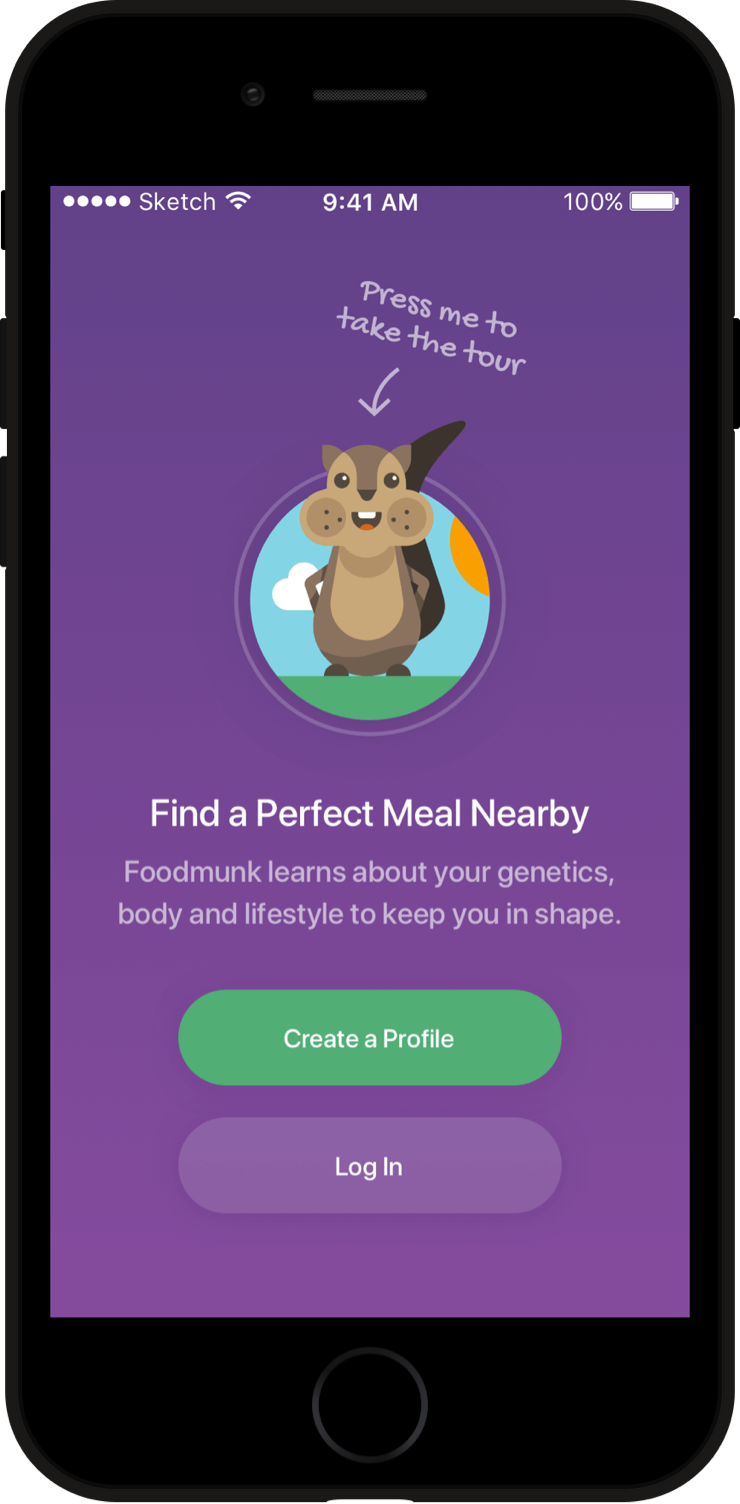 Sketch 9:41 AM 100%
Press me to
take the tour
Find a Perfect Meal Nearby
Foodmunk learns about your genetics,
body and lifestyle to keep you in shape.
Create a Profile
Log In